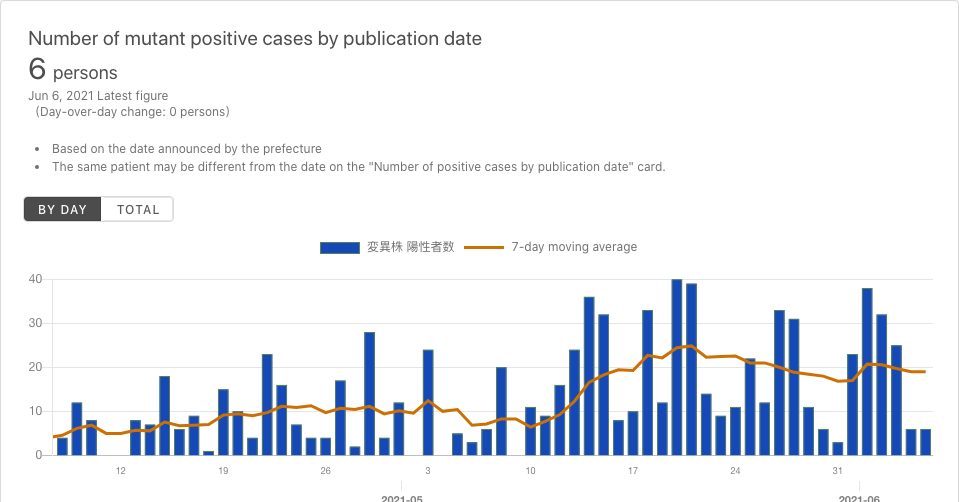 Number of mutant positive cases by publication date
6 persons
Jun 6, 2021 Latest figure
(Day-over-day change: 0 persons)
• Based on the date announced by the prefecture
• The same patient may be different from the date on the "Number of positive cases by publication date" card.
BY DAY TOTAL
変異株 陽性者数 7-day moving average
40
30
20
10
0
12 19 26 3 10 17 24 31
2021-05 2021-06